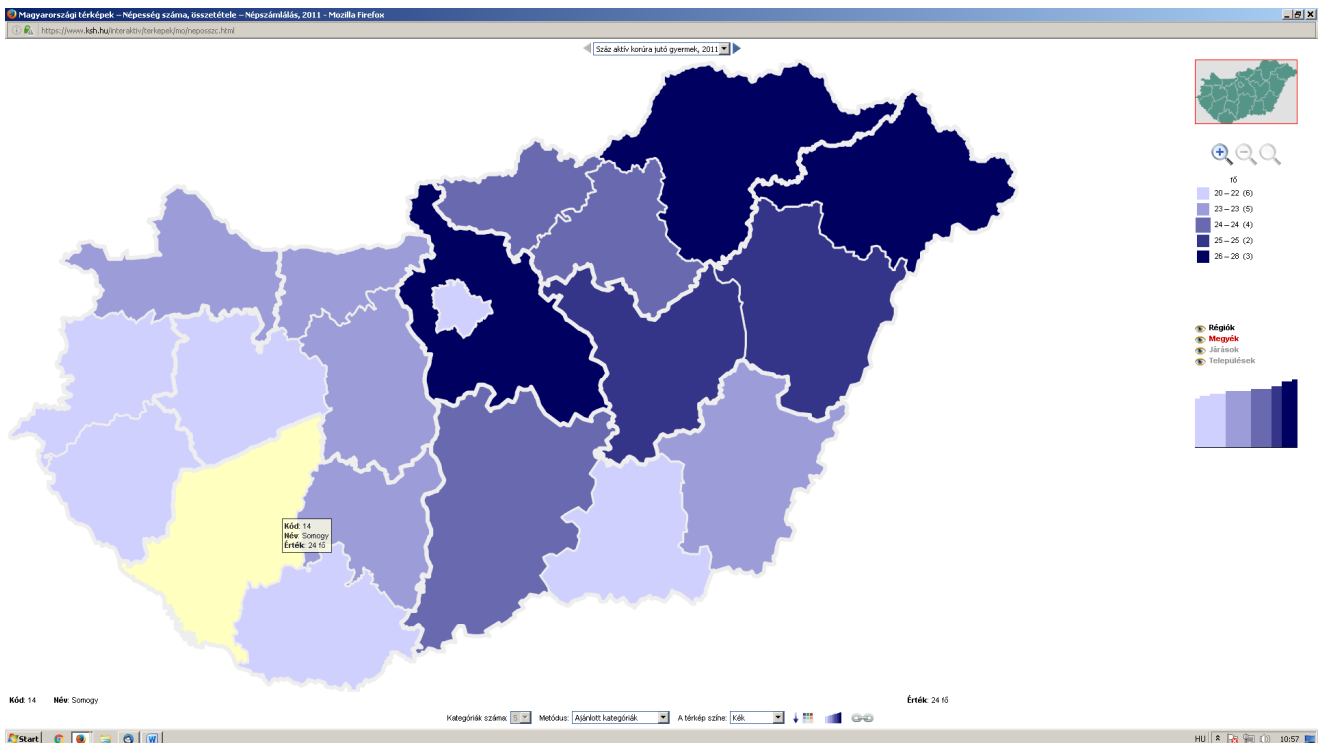 Magyarországi térképek – Népesség száma, összetétele – Népszámlálás, 2011 - Mozilla Firefox
https://www.ksh.hu/interaktiv/terkepek/mo/neposszc.html
Száz aktív korúra jutó gyermek, 2011
fő
20 – 22 (6)
23 – 23 (5)
24 – 24 (4)
25 – 25 (2)
26 – 28 (3)
Régiók
Megyék
Járások
Települések
Kód: 14
Név: Somogy
Érték: 24 fő
Kód: 14 Név: Somogy Érték: 24 fő
Kategóriák száma: 5 Metódus: Ajánlott kategóriák A térkép színe: Kék
Start HU 10:57